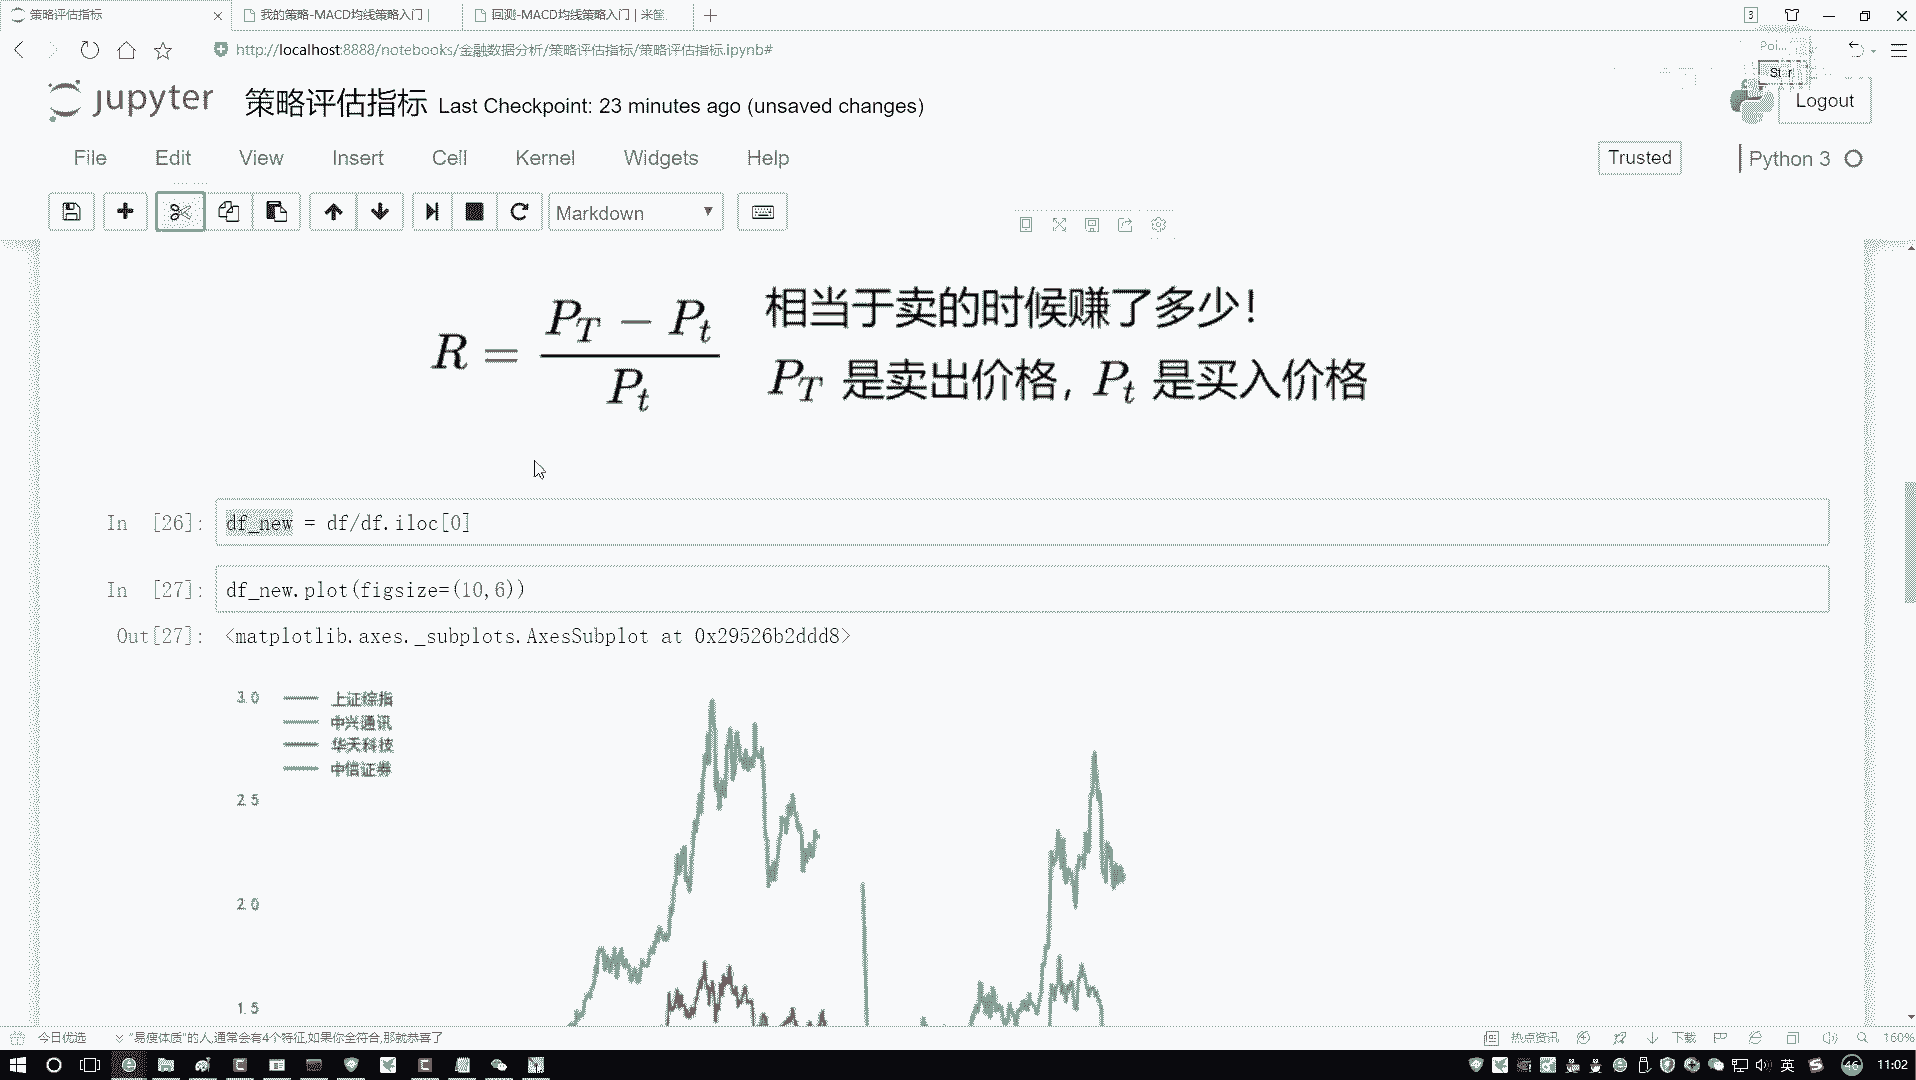 策略评估指标
我的策略-MACD均线策略入门 |
回测-MACD均线策略入门 | 米筐
3
http://localhost:8888/notebooks/金融数据分析/策略评估指标/策略评估指标.ipynb#
Poi...
jupyter 策略评估指标 Last Checkpoint: 23 minutes ago (unsaved changes)
Logout
File Edit View Insert Cell Kernel Widgets Help
Trusted
Python 3
Markdown
R = \frac{P_T - P_t}{P_t}
相当于卖的时候赚了多少!
P_T 是卖出价格, P_t 是买入价格
In [26]: df_new = df/df.iloc[0]
In [27]: df_new.plot(figsize=(10,6))
Out[27]: <matplotlib.axes._subplots.AxesSubplot at 0x29526b2ddd8>
3.0
上证综指
中兴通讯
华天科技
中信证券
2.5
2.0
1.5
今日优选
“易瘦体质”的人,通常会有4个特征,如果你全符合,那就恭喜了
热点资讯
下载
160%
英
46
11:02